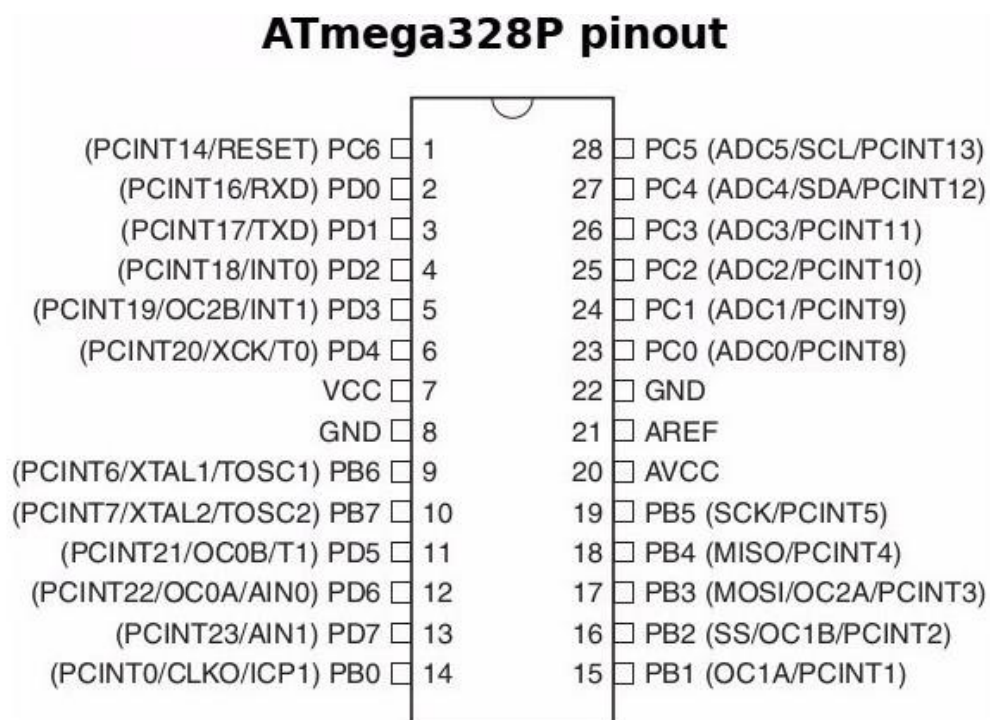 ATmega328P pinout
(PCINT14/RESET) PC6 1 28 PC5 (ADC5/SCL/PCINT13)
(PCINT16/RXD) PD0 2 27 PC4 (ADC4/SDA/PCINT12)
(PCINT17/TXD) PD1 3 26 PC3 (ADC3/PCINT11)
(PCINT18/INT0) PD2 4 25 PC2 (ADC2/PCINT10)
(PCINT19/OC2B/INT1) PD3 5 24 PC1 (ADC1/PCINT9)
(PCINT20/XCK/T0) PD4 6 23 PC0 (ADC0/PCINT8)
VCC 7 22 GND
GND 8 21 AREF
(PCINT6/XTAL1/TOSC1) PB6 9 20 AVCC
(PCINT7/XTAL2/TOSC2) PB7 10 19 PB5 (SCK/PCINT5)
(PCINT21/OC0B/T1) PD5 11 18 PB4 (MISO/PCINT4)
(PCINT22/OC0A/AIN0) PD6 12 17 PB3 (MOSI/OC2A/PCINT3)
(PCINT23/AIN1) PD7 13 16 PB2 (SS/OC1B/PCINT2)
(PCINT0/CLKO/ICP1) PB0 14 15 PB1 (OC1A/PCINT1)